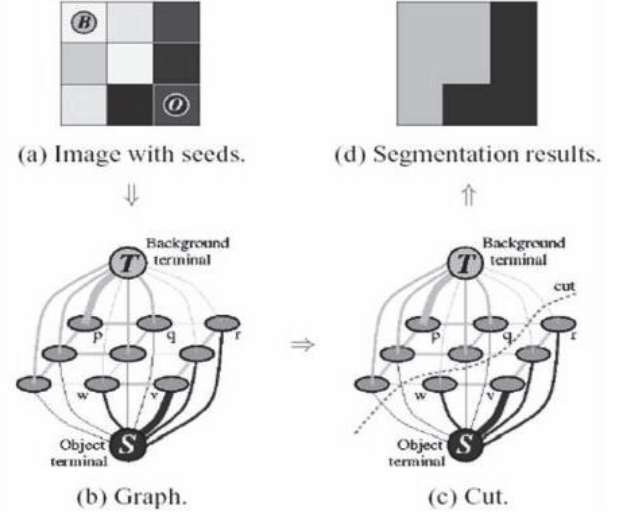 B
O
(a) Image with seeds.
(d) Segmentation results.
Background
terminal
T
p
q
r
w
v
Object
terminal
S
(b) Graph.
Background
terminal
T
cut
p
q
r
w
v
Object
terminal
S
(c) Cut.